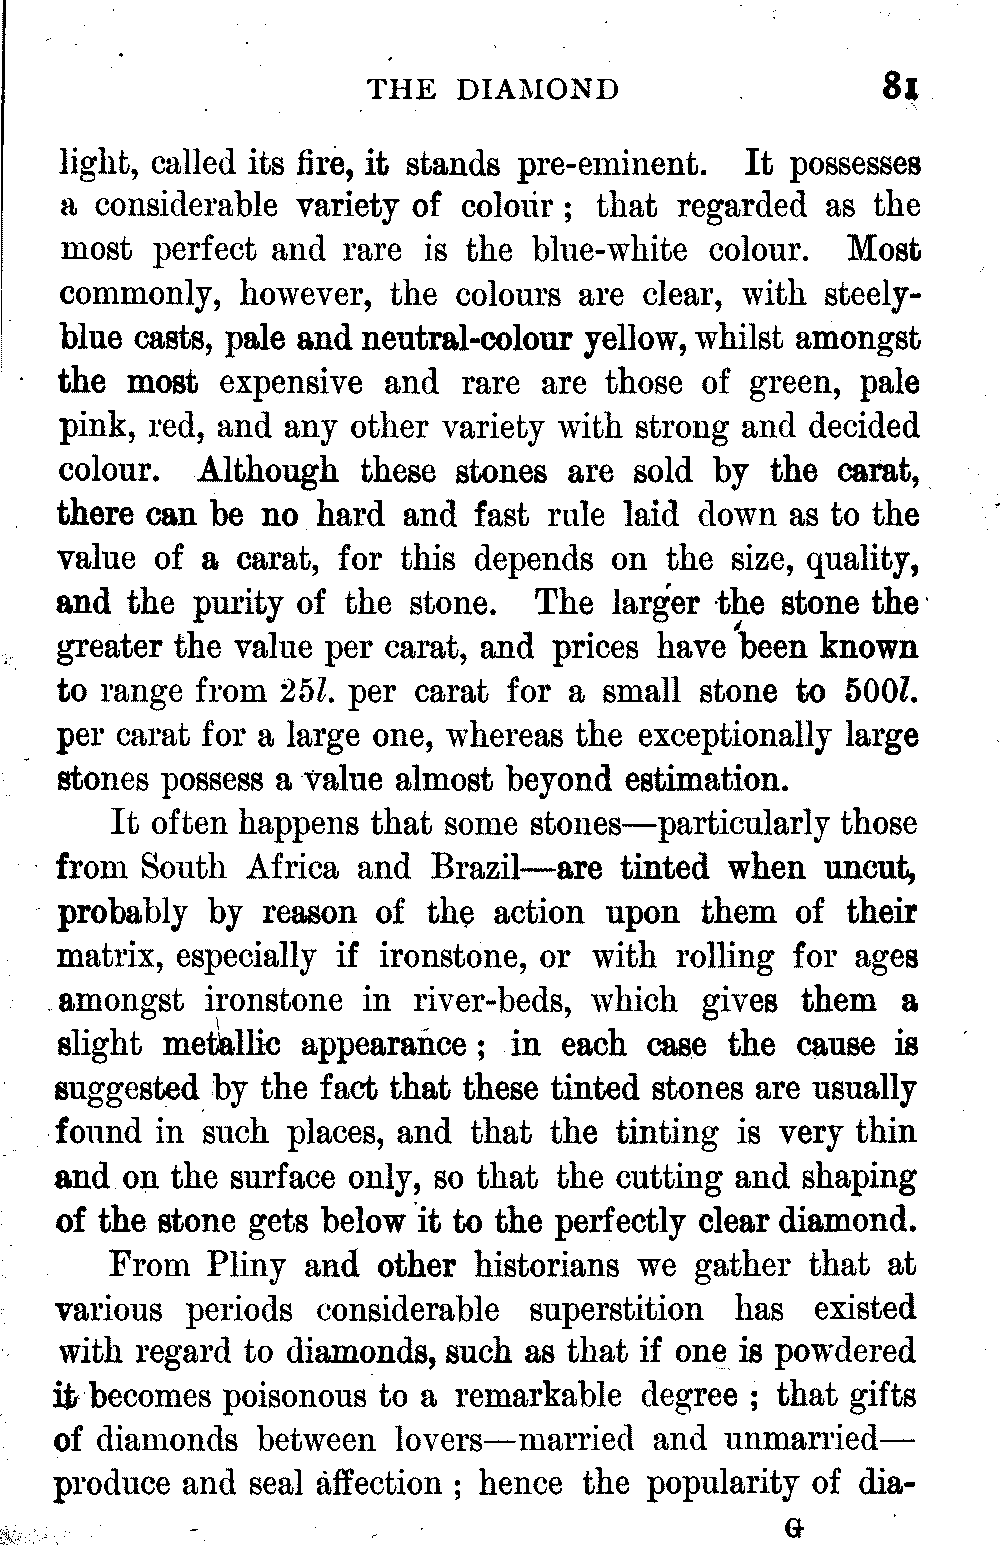 THE DIAMOND 81
light, called its fire, it stands pre-eminent. It possesses
a considerable variety of colour; that regarded as the
most perfect and rare is the blue-white colour. Most
commonly, however, the colours are clear, with steely-
blue casts, pale and neutral-colour yellow, whilst amongst
the most expensive and rare are those of green, pale
pink, red, and any other variety with strong and decided
colour. Although these stones are sold by the carat,
there can be no hard and fast rule laid down as to the
value of a carat, for this depends on the size, quality,
and the purity of the stone. The larger the stone the
greater the value per carat, and prices have been known
to range from 25l. per carat for a small stone to 500l.
per carat for a large one, whereas the exceptionally large
stones possess a value almost beyond estimation.
It often happens that some stones—particularly those
from South Africa and Brazil—are tinted when uncut,
probably by reason of the action upon them of their
matrix, especially if ironstone, or with rolling for ages
amongst ironstone in river-beds, which gives them a
slight metallic appearance; in each case the cause is
suggested by the fact that these tinted stones are usually
found in such places, and that the tinting is very thin
and on the surface only, so that the cutting and shaping
of the stone gets below it to the perfectly clear diamond.
From Pliny and other historians we gather that at
various periods considerable superstition has existed
with regard to diamonds, such as that if one is powdered
it becomes poisonous to a remarkable degree; that gifts
of diamonds between lovers—married and unmarried—
produce and seal affection; hence the popularity of dia-
G